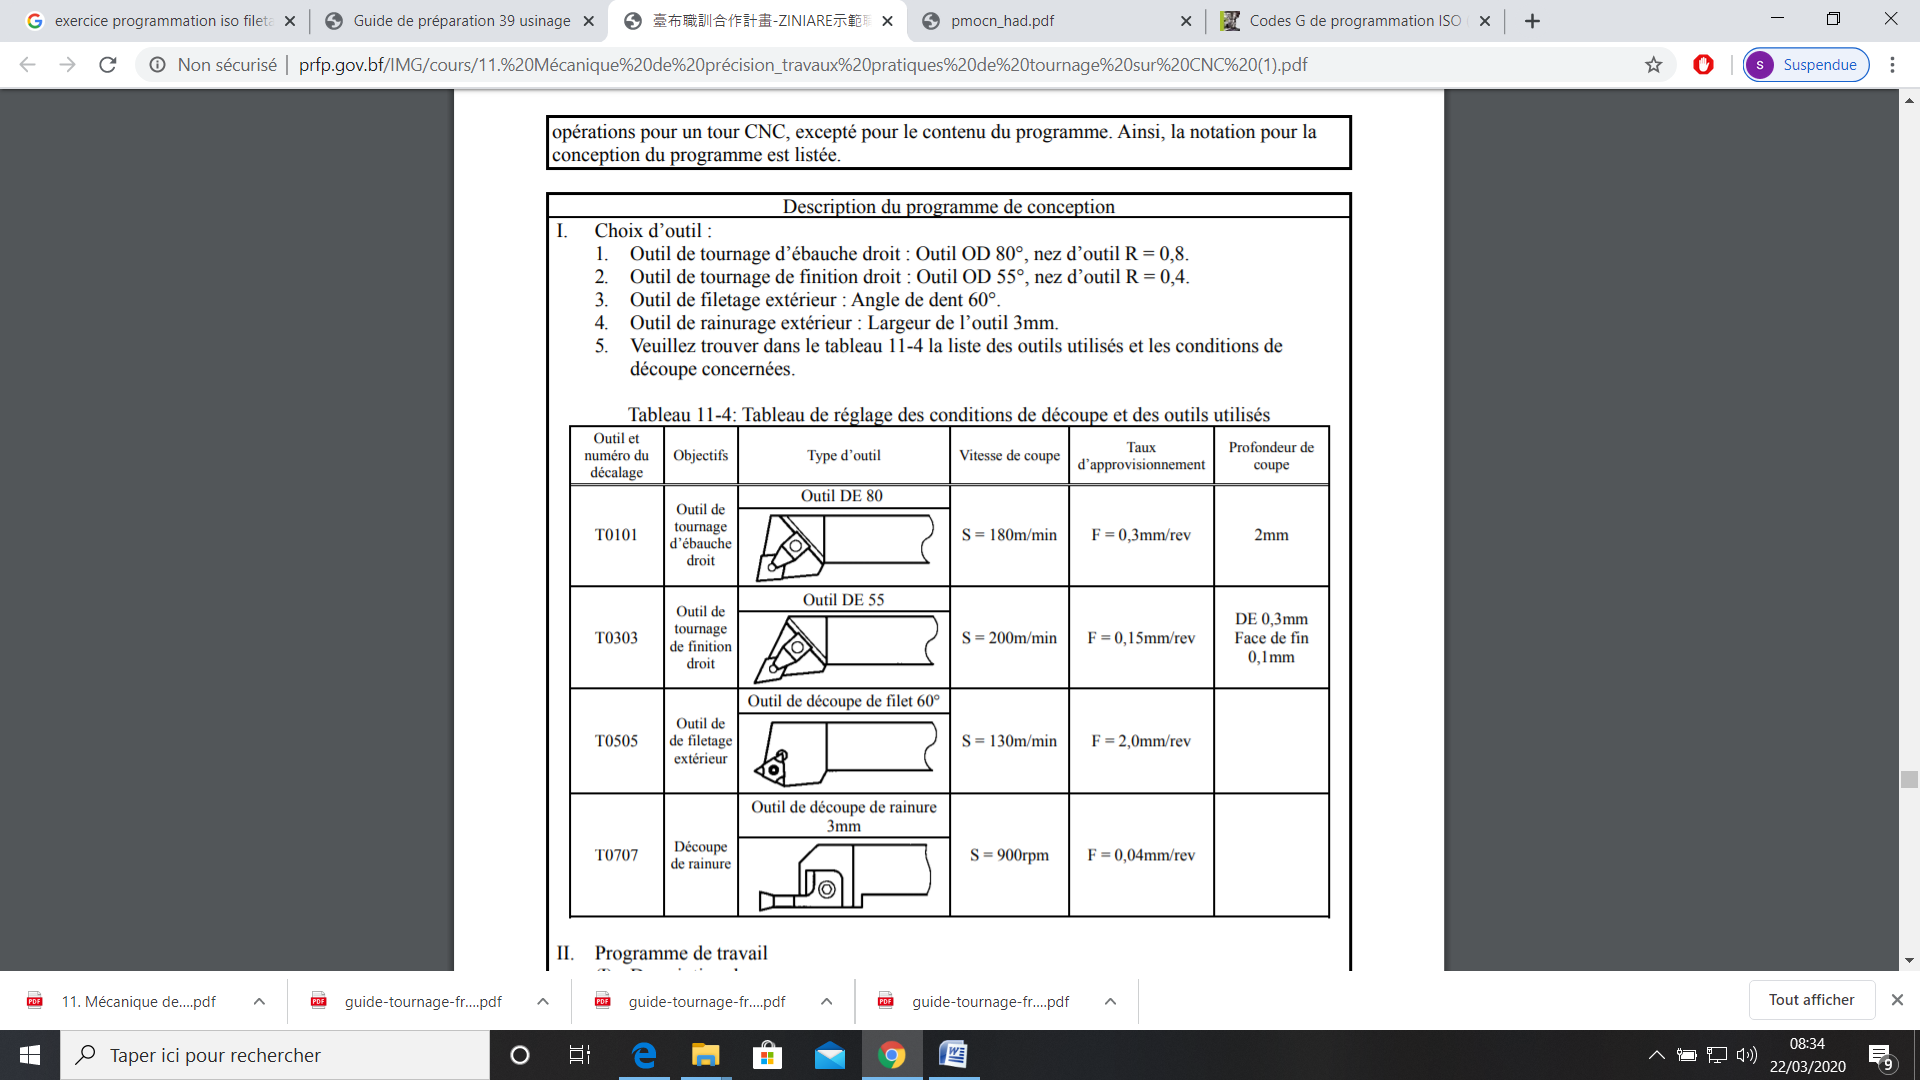 exercice programmation iso fileta
Guide de préparation 39 usinage
臺布職訓合作計畫-ZINIARE示範職
pmocn_had.pdf
Codes G de programmation ISO
Non sécurisé
prfp.gov.bf/IMG/cours/11.%20Mécanique%20de%20précision_travaux%20pratiques%20de%20tournage%20sur%20CNC%20(1).pdf
s
Suspendue
opérations pour un tour CNC, excepté pour le contenu du programme. Ainsi, la notation pour la
conception du programme est listée.
Description du programme de conception
I. Choix d’outil :
1. Outil de tournage d’ébauche droit : Outil OD 80°, nez d’outil R = 0,8.
2. Outil de tournage de finition droit : Outil OD 55°, nez d’outil R = 0,4.
3. Outil de filetage extérieur : Angle de dent 60°.
4. Outil de rainurage extérieur : Largeur de l’outil 3mm.
5. Veuillez trouver dans le tableau 11-4 la liste des outils utilisés et les conditions de
découpe concernées.
Tableau 11-4: Tableau de réglage des conditions de découpe et des outils utilisés
Outil et
numéro du
décalage
Objectifs
Type d’outil
Vitesse de coupe
Taux
d’approvisionnement
Profondeur de
coupe
T0101
Outil de
tournage
d’ébauche
droit
Outil DE 80
S = 180m/min
F = 0,3mm/rev
2mm
T0303
Outil de
tournage
de finition
droit
Outil DE 55
S = 200m/min
F = 0,15mm/rev
DE 0,3mm
Face de fin
0,1mm
T0505
Outil de
de filetage
extérieur
Outil de découpe de filet 60°
S = 130m/min
F = 2,0mm/rev
T0707
Découpe
de rainure
Outil de découpe de rainure
3mm
S = 900rpm
F = 0,04mm/rev
II. Programme de travail
PDF
11. Mécanique de....pdf
PDF
guide-tournage-fr....pdf
PDF
guide-tournage-fr....pdf
PDF
guide-tournage-fr....pdf
Tout afficher
Taper ici pour rechercher
08:34
22/03/2020
9